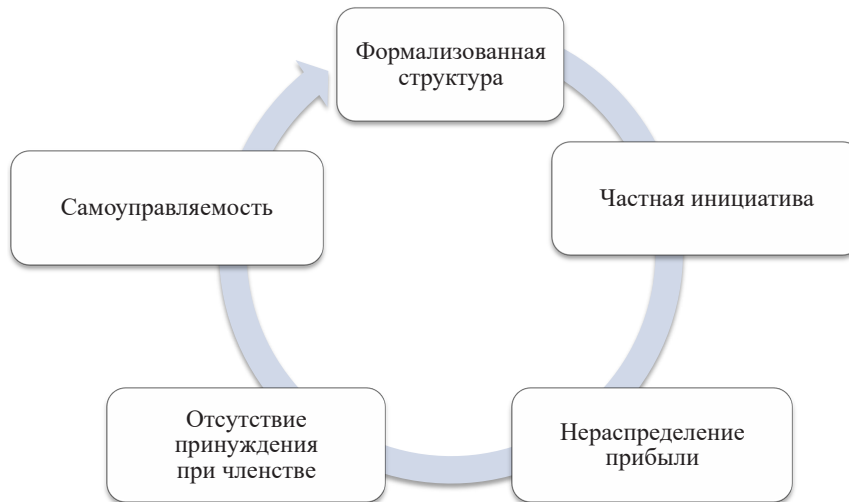 Формализованная
структура
Частная инициатива
Нераспределение
прибыли
Отсутствие
принуждения
при членстве
Самоуправляемость